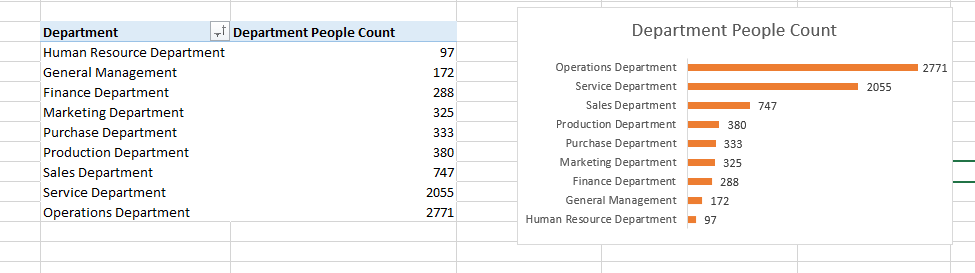 Department Department People Count
Human Resource Department 97
General Management 172
Finance Department 288
Marketing Department 325
Purchase Department 333
Production Department 380
Sales Department 747
Service Department 2055
Operations Department 2771
Department People Count
Operations Department 2771
Service Department 2055
Sales Department 747
Production Department 380
Purchase Department 333
Marketing Department 325
Finance Department 288
General Management 172
Human Resource Department 97